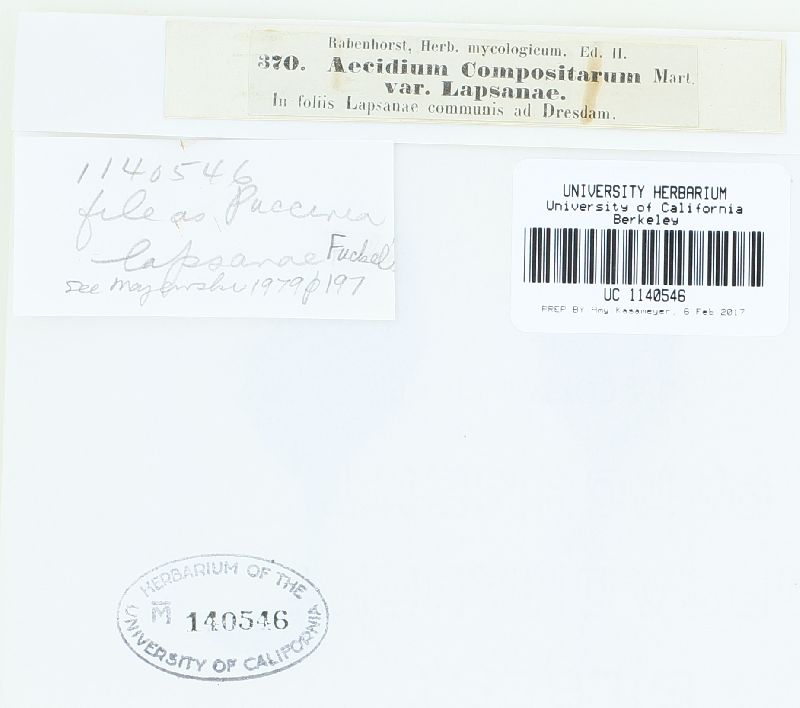 Rabenhorst, Herb. mycologicum, Ed. II.
370. Aecidium Compositarum Mart.
var. Lapsanae.
In foliis Lapsanae communis ad Dresdam.
1140546
file as Puccinia
lapsanae Fuckel
See Majewski 1979 p 197
UNIVERSITY HERBARIUM
University of California
Berkeley
UC 1140546
PREP BY Amy Kasameyer, 6 Feb 2017
HERBARIUM OF THE
M 140546
UNIVERSITY OF CALIFORNIA